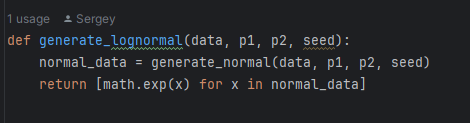 1 usage Sergey
def generate_lognormal(data, p1, p2, seed):
    normal_data = generate_normal(data, p1, p2, seed)
    return [math.exp(x) for x in normal_data]